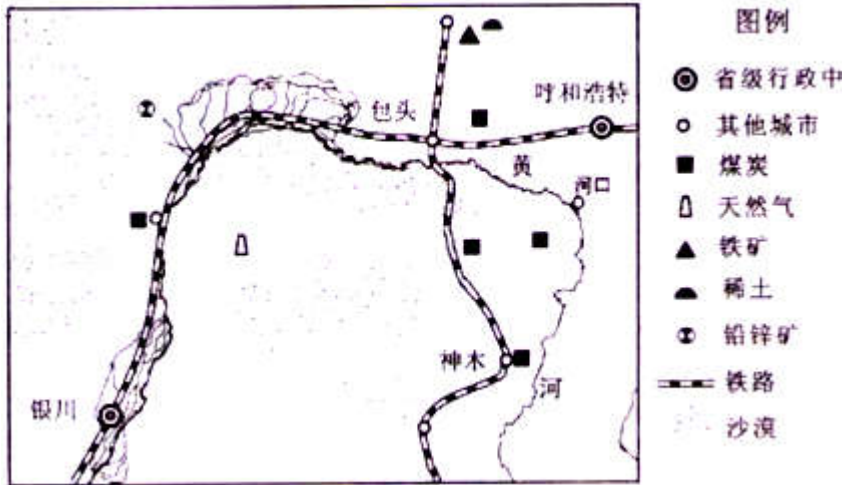 图例
省级行政中
其他城市
煤炭
天然气
铁矿
稀土
铅锌矿
铁路
沙漠
包头
呼和浩特
黄
河口
神木
河
银川